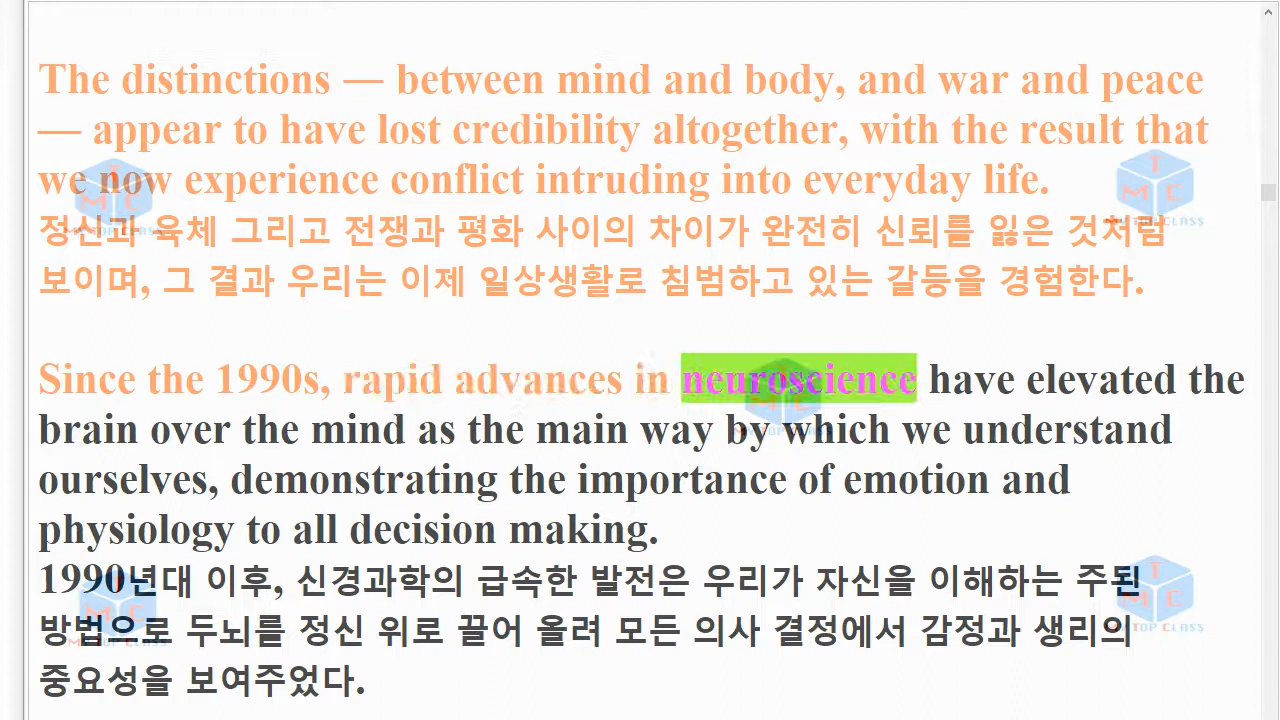 The distinctions — between mind and body, and war and peace
— appear to have lost credibility altogether, with the result that
we now experience conflict intruding into everyday life.
정신과 육체 그리고 전쟁과 평화 사이의 차이가 완전히 신뢰를 잃은 것처럼
보이며, 그 결과 우리는 이제 일상생활로 침범하고 있는 갈등을 경험한다.
Since the 1990s, rapid advances in neuroscience have elevated the
brain over the mind as the main way by which we understand
ourselves, demonstrating the importance of emotion and
physiology to all decision making.
1990년대 이후, 신경과학의 급속한 발전은 우리가 자신을 이해하는 주된
방법으로 두뇌를 정신 위로 끌어 올려 모든 의사 결정에서 감정과 생리의
중요성을 보여주었다.
T
M C
MY TOP CLASS
T
M C
MY TOP CLASS
T
M C
MY TOP CLASS